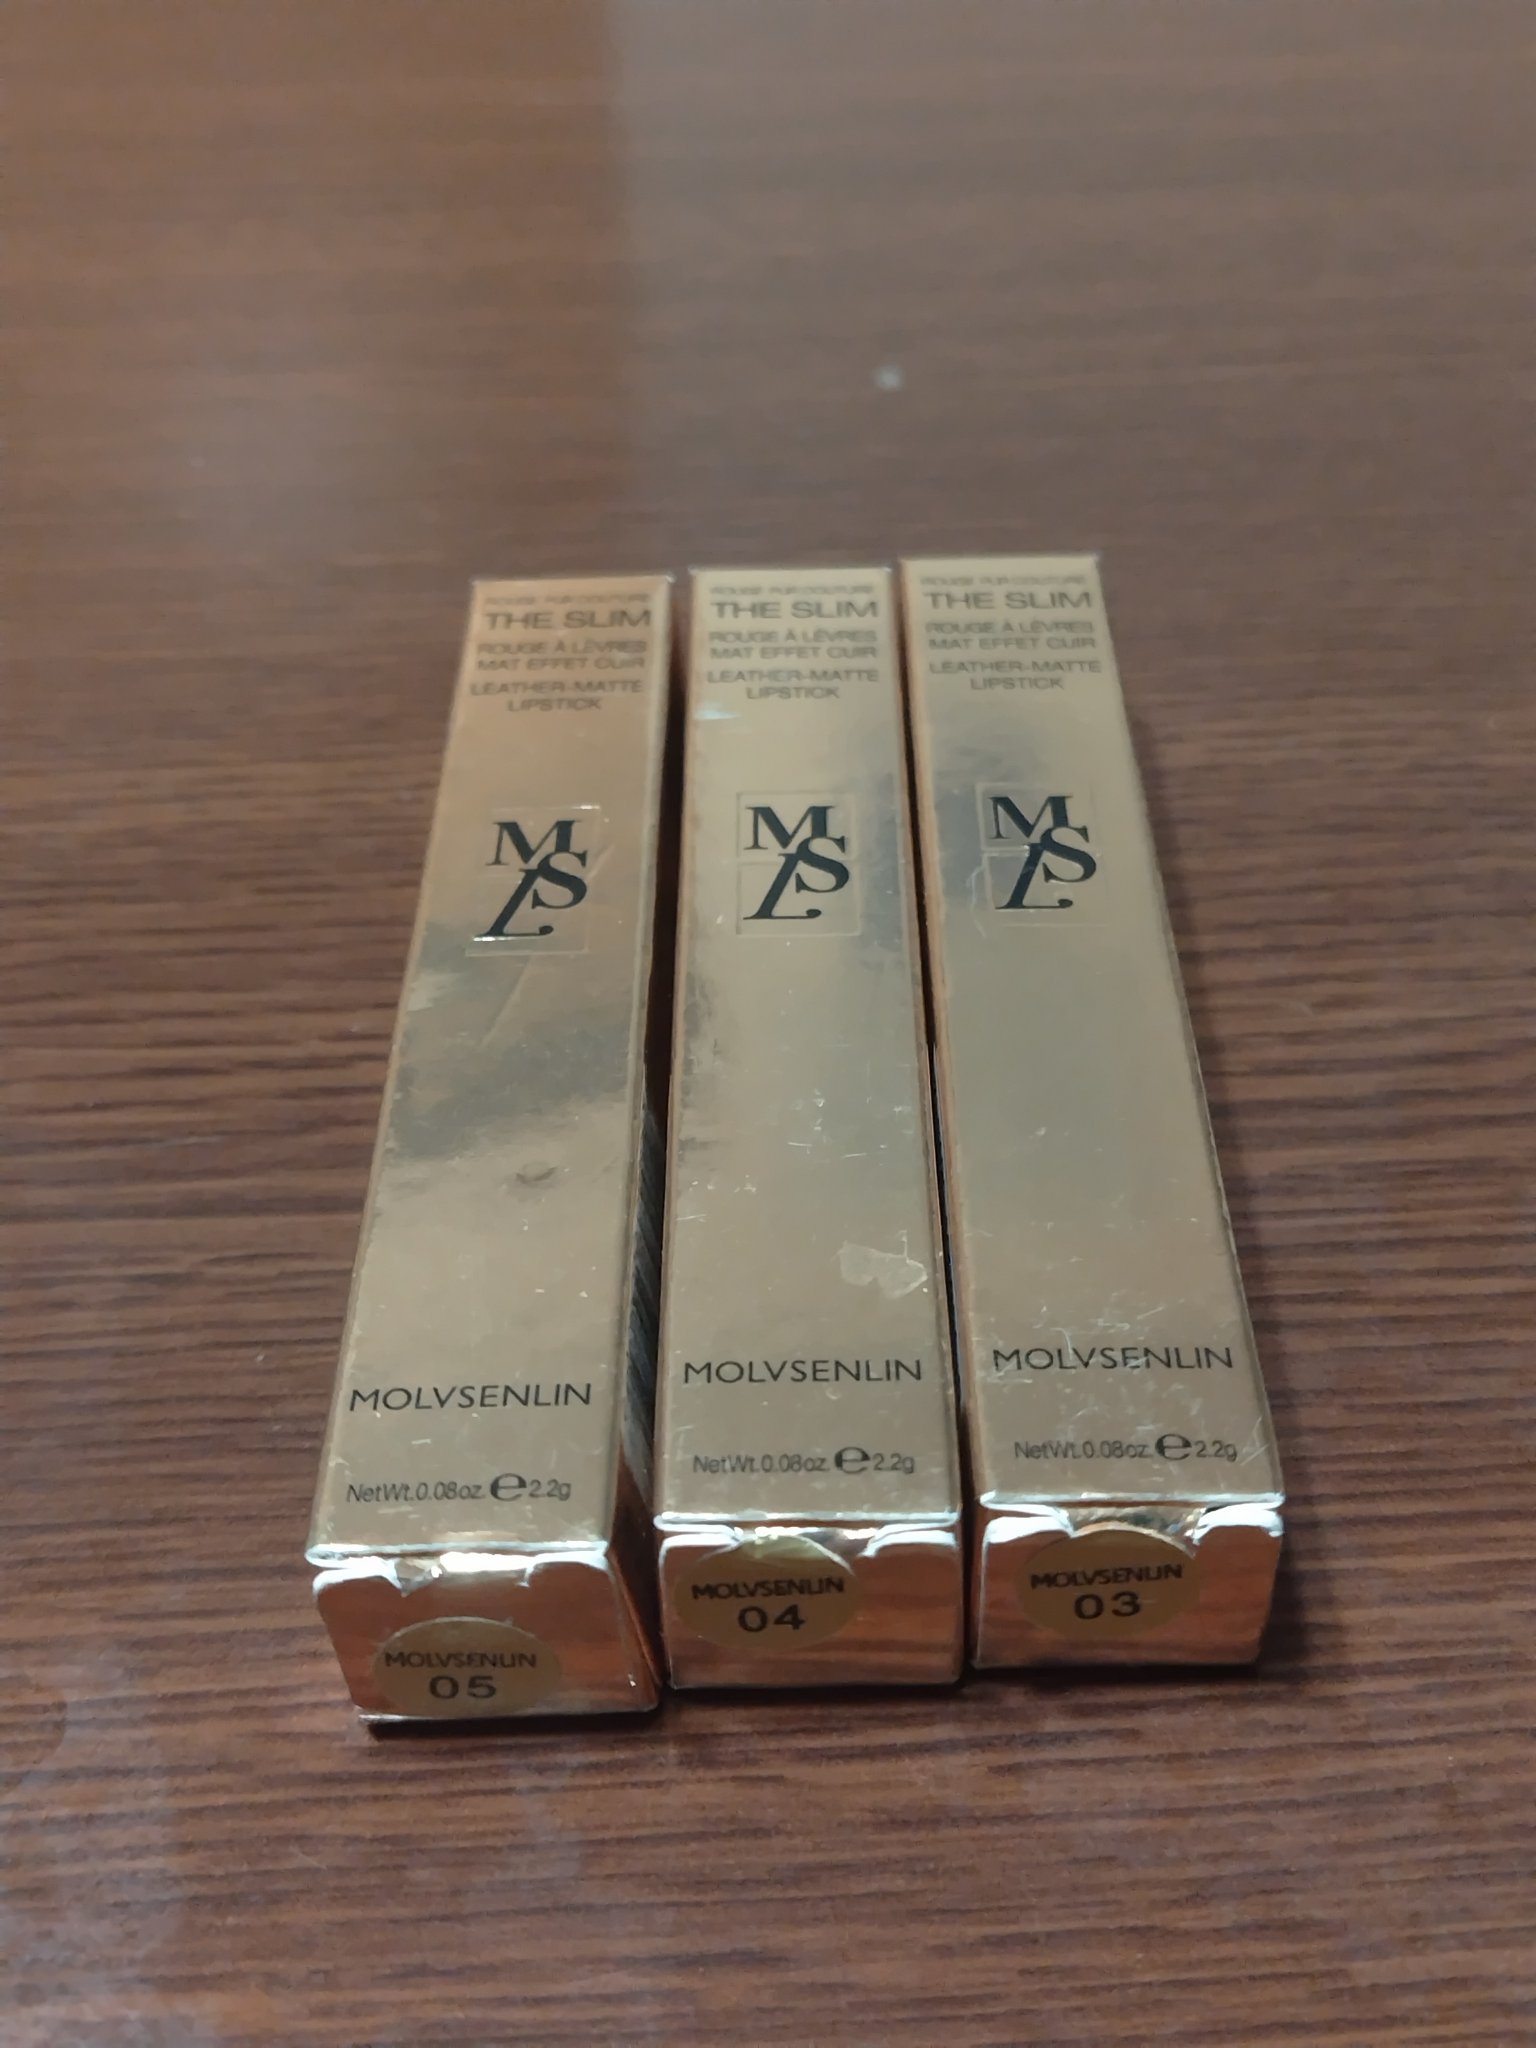 ROUGE PUR COUTURE
THE SLIM
ROUGE À LÈVRES
MAT EFFET CUIR
LEATHER-MATTE
LIPSTICK
MSL
MOLVSENLIN
NetWt.0.08oz. e2.2g
MOLVSENLIN
05
ROUGE PUR COUTURE
THE SLIM
ROUGE À LÈVRES
MAT EFFET CUIR
LEATHER-MATTE
LIPSTICK
MSL
MOLVSENLIN
NetWt.0.08oz. e2.2g
MOLVSENLIN
04
ROUGE PUR COUTURE
THE SLIM
ROUGE À LÈVRES
MAT EFFET CUIR
LEATHER-MATTE
LIPSTICK
MSL
MOLVSENLIN
NetWt.0.08oz. e2.2g
MOLVSENLIN
03